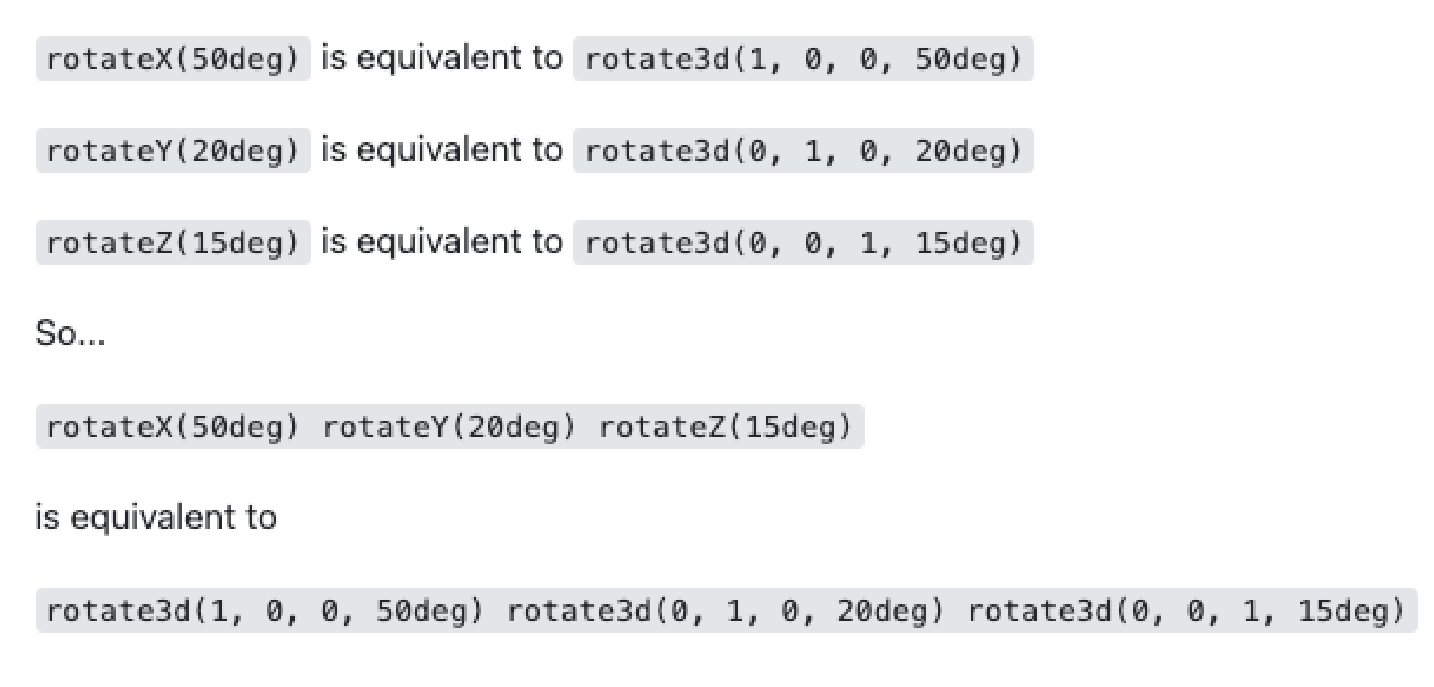 rotateX(50deg) is equivalent to rotate3d(1, 0, 0, 50deg)
rotateY(20deg) is equivalent to rotate3d(0, 1, 0, 20deg)
rotateZ(15deg) is equivalent to rotate3d(0, 0, 1, 15deg)
So...
rotateX(50deg) rotateY(20deg) rotateZ(15deg)
is equivalent to
rotate3d(1, 0, 0, 50deg) rotate3d(0, 1, 0, 20deg) rotate3d(0, 0, 1, 15deg)